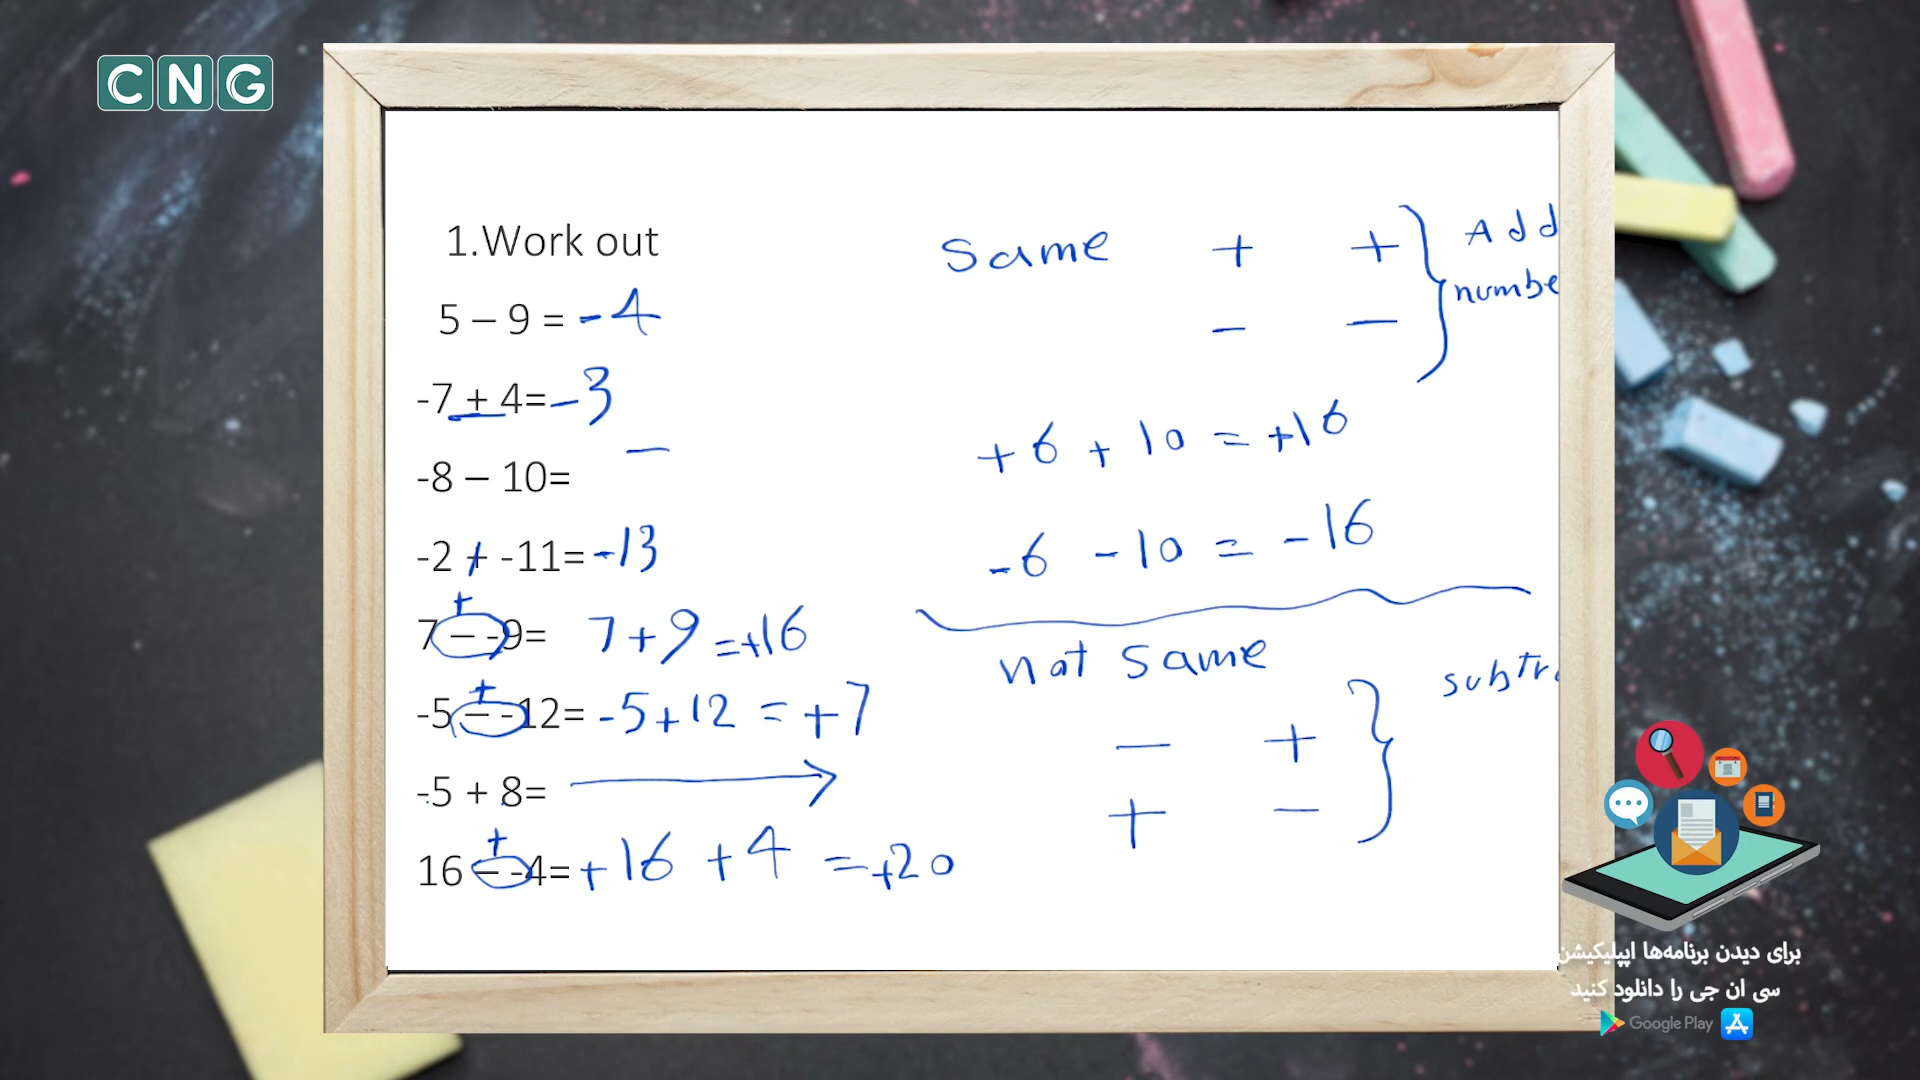 CNG
1.Work out
5 – 9 = -4
-7 + 4= -3
-8 – 10= –
-2 + -11= -13
+
7 – -9= 7+9 =+16
+
-5 – -12= -5+12 = +7
-5 + 8=
+
16 – -4= +16 +4 =+20
Same + + Add
– – numbe
+6 + 10 = +16
-6 -10 = -16
not same
– + subtr
+ –
برای دیدن برنامه‌ها اپپلیکیشن
سی ان جی را دانلود کنید
Google Play